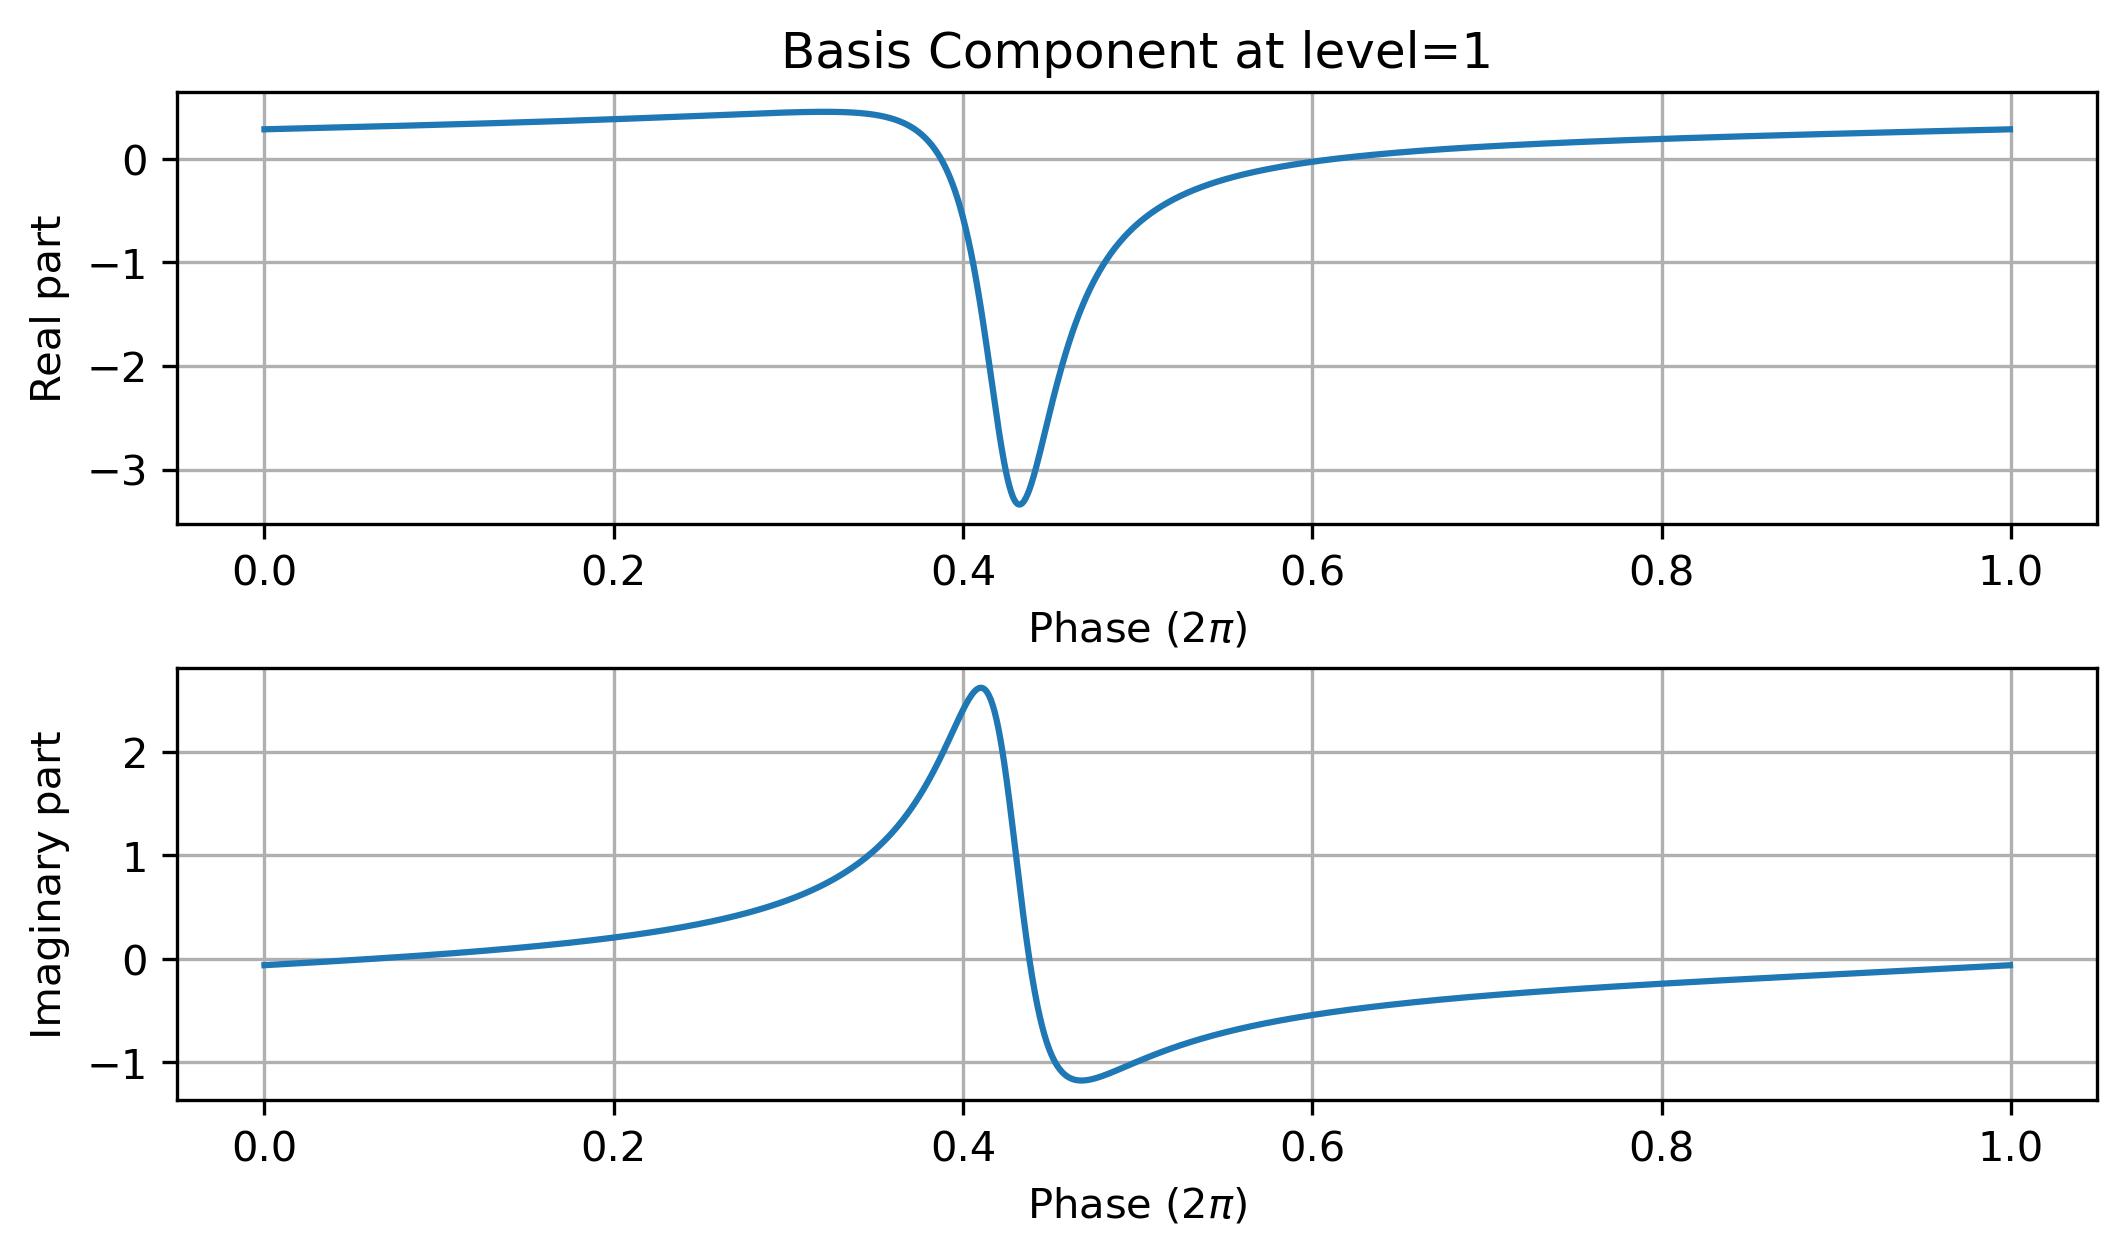 Basis Component at level=1
Real part
0
−1
−2
−3
0.0 0.2 0.4 0.6 0.8 1.0
Phase (2π)
Imaginary part
2
1
0
−1
0.0 0.2 0.4 0.6 0.8 1.0
Phase (2π)